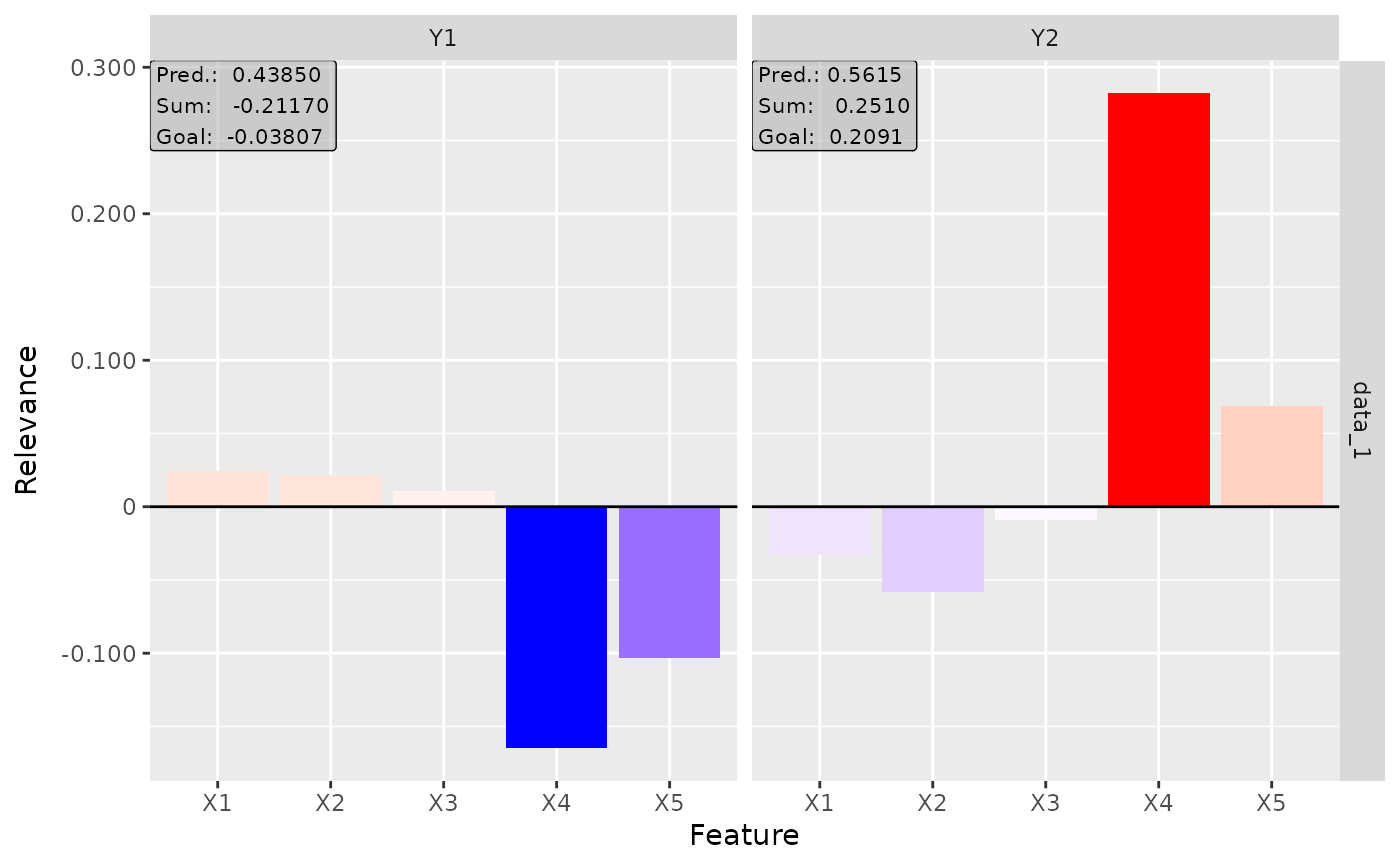 Y1
Y2
Pred.: 0.43850
Sum: -0.21170
Goal: -0.03807
Pred.: 0.5615
Sum: 0.2510
Goal: 0.2091
0.300
0.200
0.100
0
-0.100
Relevance
data_1
X1 X2 X3 X4 X5
X1 X2 X3 X4 X5
Feature